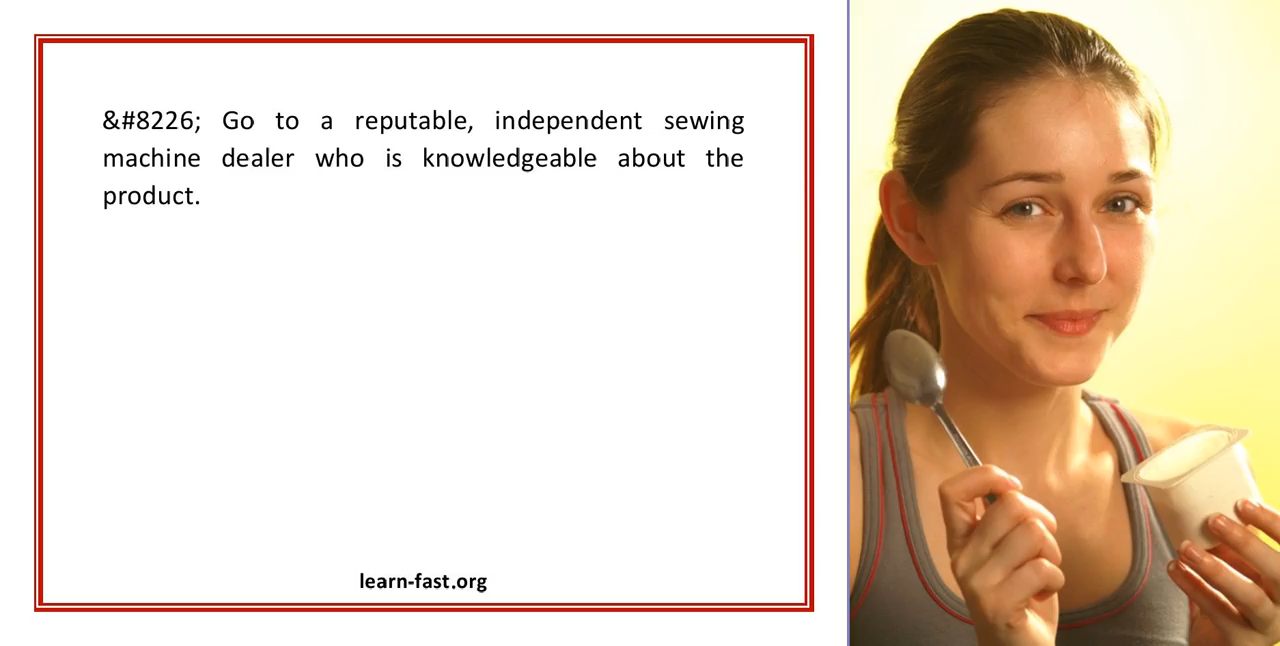 &#8226; Go to a reputable, independent sewing
machine dealer who is knowledgeable about the
product.
learn-fast.org